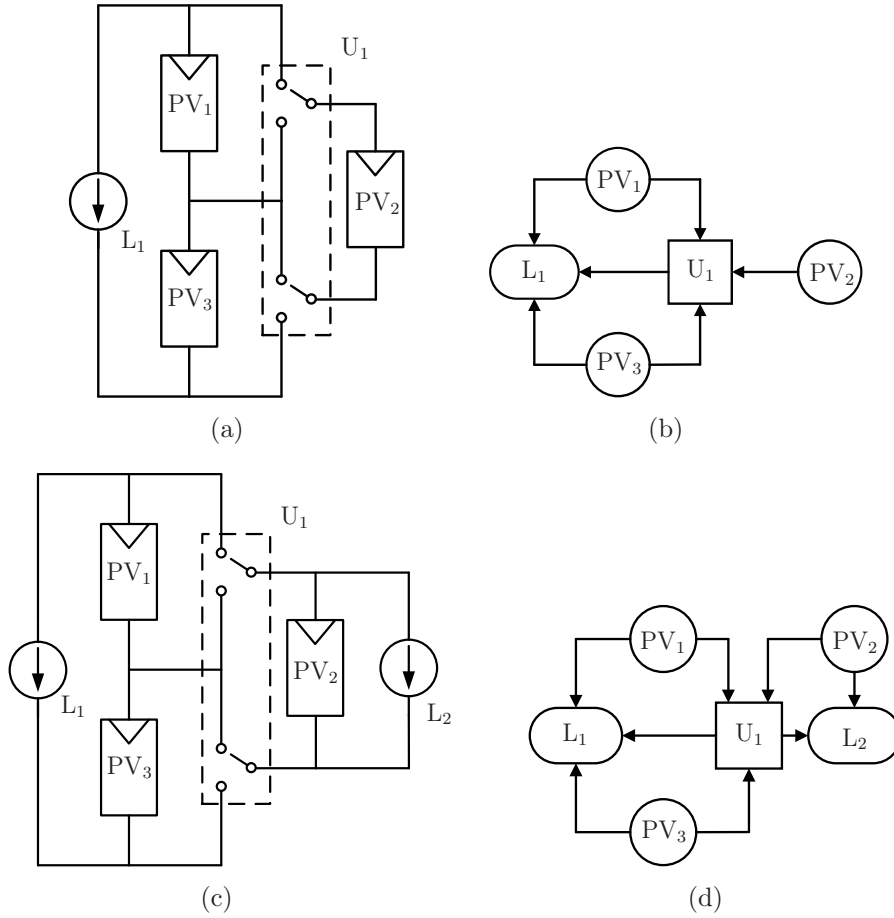 U₁
PV₁
PV₂
L₁
PV₃
(a)
PV₁
L₁
U₁
PV₂
PV₃
(b)
U₁
PV₁
PV₂
L₁
L₂
PV₃
(c)
PV₁
PV₂
L₁
U₁
L₂
PV₃
(d)